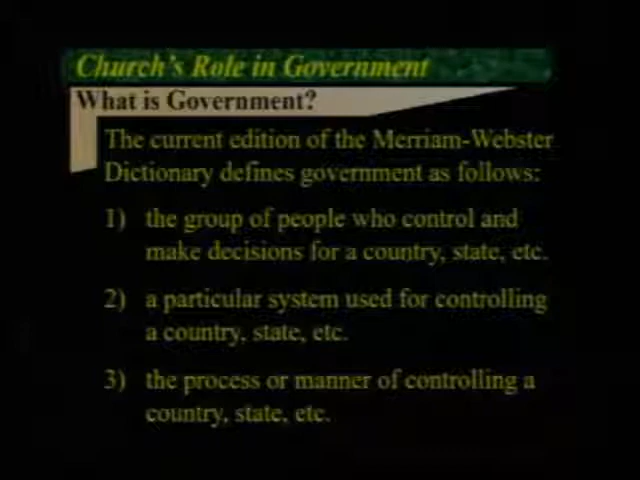 Church's Role in Government
What is Government?
The current edition of the Merriam-Webster
Dictionary defines government as follows:
1) the group of people who control and
make decisions for a country, state, etc.
2) a particular system used for controlling
a country, state, etc.
3) the process or manner of controlling a
country, state, etc.